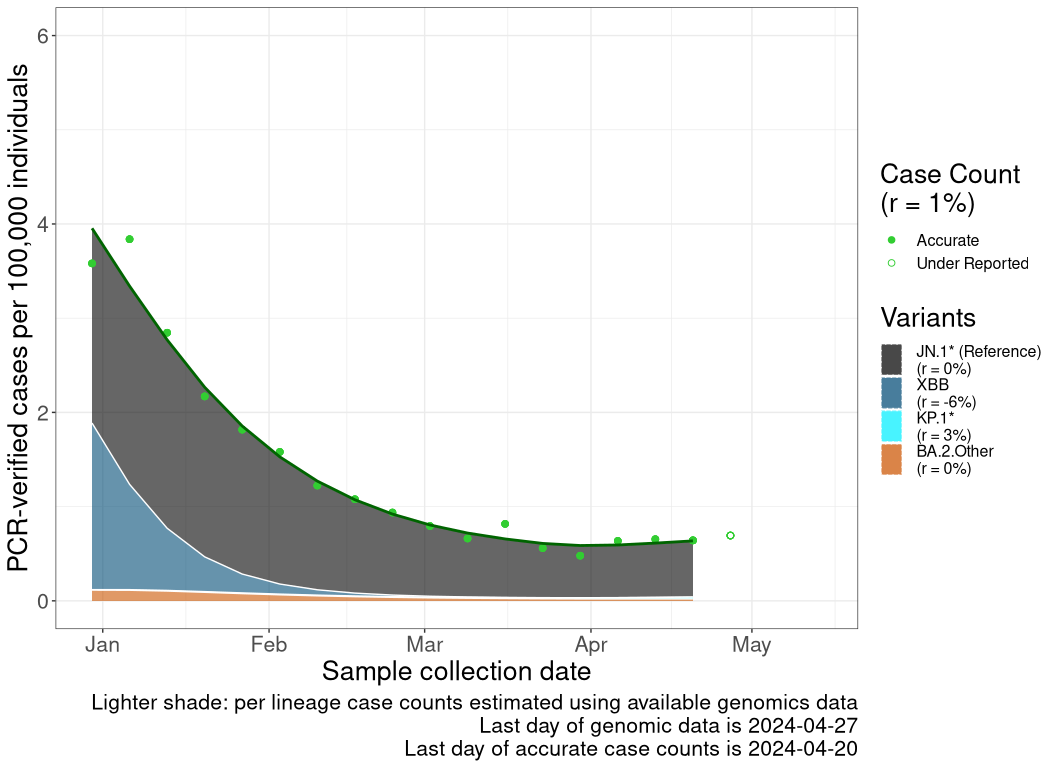 PCR-verified cases per 100,000 individuals
6
4
2
0
Jan Feb Mar Apr May
Sample collection date
Lighter shade: per lineage case counts estimated using available genomics data
Last day of genomic data is 2024-04-27
Last day of accurate case counts is 2024-04-20
Case Count
(r = 1%)
Accurate
Under Reported
Variants
JN.1* (Reference)
(r = 0%)
XBB
(r = -6%)
KP.1*
(r = 3%)
BA.2.Other
(r = 0%)